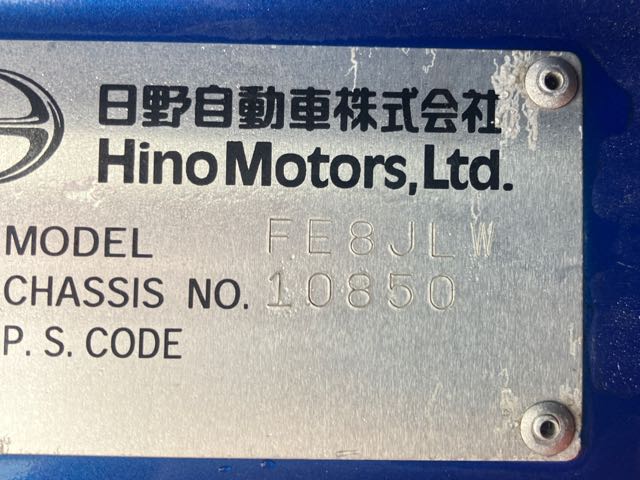 日野自動車株式会社
Hino Motors, Ltd.
MODEL FE8JLW
CHASSIS NO. 10850
P. S. CODE